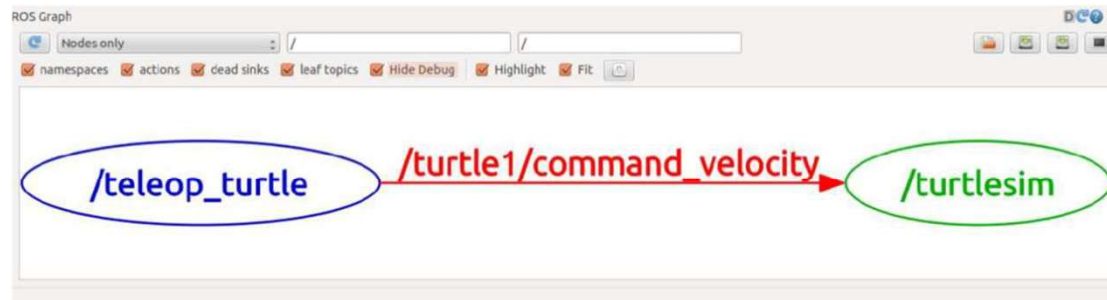 ROS Graph
D
Nodes only / /
namespaces actions dead sinks leaf topics Hide Debug Highlight Fit
/teleop_turtle /turtle1/command_velocity /turtlesim